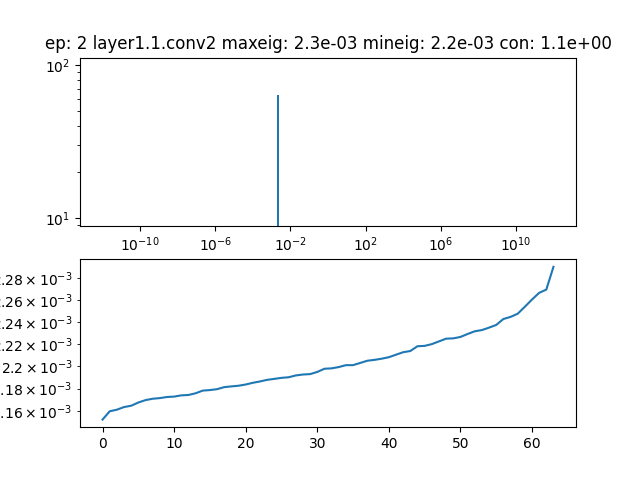 ep: 2 layer1.1.conv2 maxeig: 2.3e-03 mineig: 2.2e-03 con: 1.1e+00
10²
10¹
10⁻¹⁰ 10⁻⁶ 10⁻² 10² 10⁶ 10¹⁰
.28 × 10⁻³
.26 × 10⁻³
.24 × 10⁻³
.22 × 10⁻³
2.2 × 10⁻³
.18 × 10⁻³
.16 × 10⁻³
0 10 20 30 40 50 60